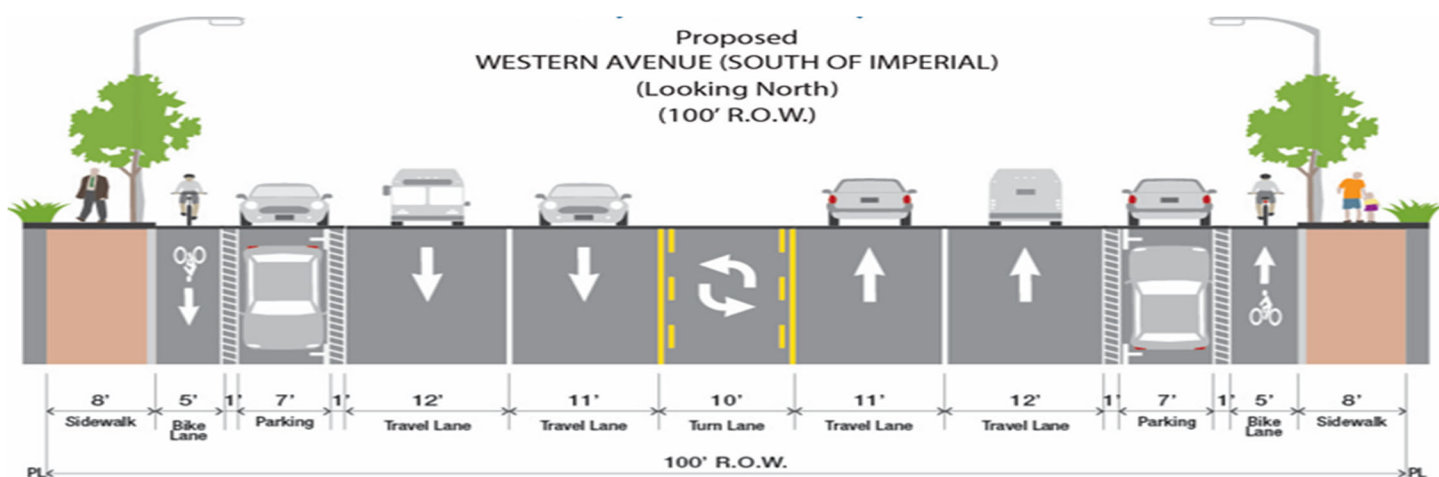 Proposed
WESTERN AVENUE (SOUTH OF IMPERIAL)
(Looking North)
(100' R.O.W.)
8' 5' 1' 7' 1' 12' 11' 10' 11' 12' 1' 7' 1' 5' 8'
Sidewalk Bike Lane Parking Travel Lane Travel Lane Turn Lane Travel Lane Travel Lane Parking Bike Lane Sidewalk
100' R.O.W.
PL PL